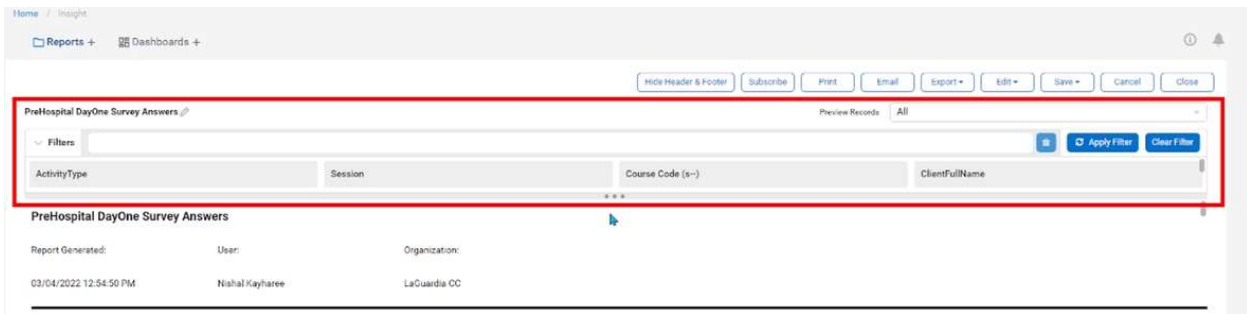 Home / Insight
Reports + Dashboards +
Hide Header & Footer Subscribe Print Email Export Edit Save Cancel Close
PreHospital DayOne Survey Answers Preview Records All
Filters Apply Filter Clear Filter
ActivityType Session Course Code (s--) ClientFullName
PreHospital DayOne Survey Answers
Report Generated: User: Organization:
03/04/2022 12:54:50 PM Nishal Kayharee LaGuardia CC